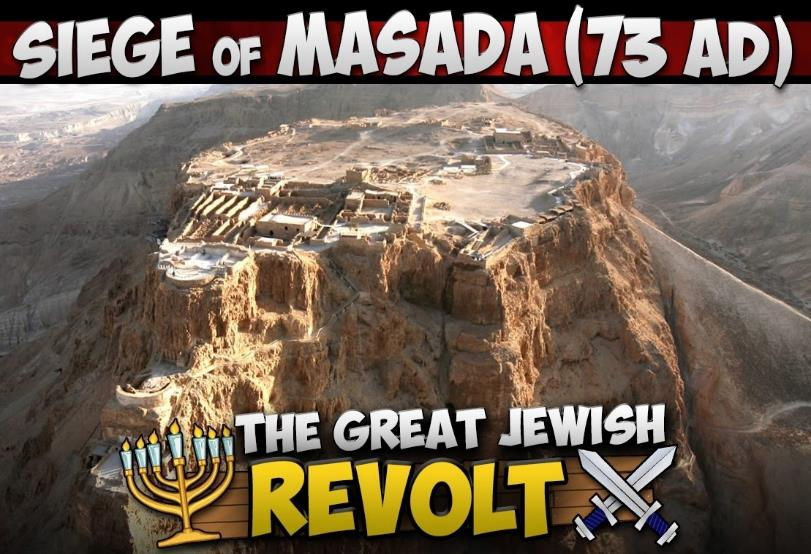 SIEGE OF MASADA (73 AD)
THE GREAT JEWISH
REVOLT